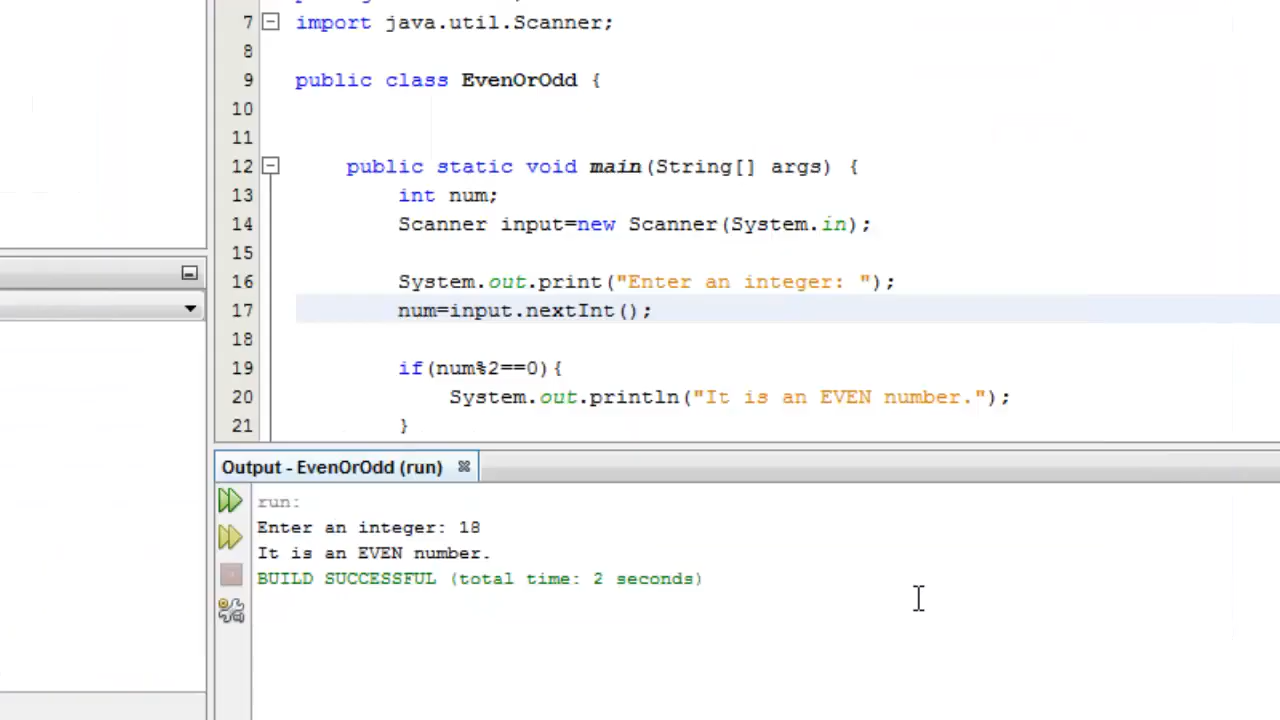 7 import java.util.Scanner;
8
9 public class EvenOrOdd {
10
11
12 public static void main(String[] args) {
13 int num;
14 Scanner input=new Scanner(System.in);
15
16 System.out.print("Enter an integer: ");
17 num=input.nextInt();
18
19 if(num%2==0){
20 System.out.println("It is an EVEN number.");
21 }
Output - EvenOrOdd (run)
run:
Enter an integer: 18
It is an EVEN number.
BUILD SUCCESSFUL (total time: 2 seconds)